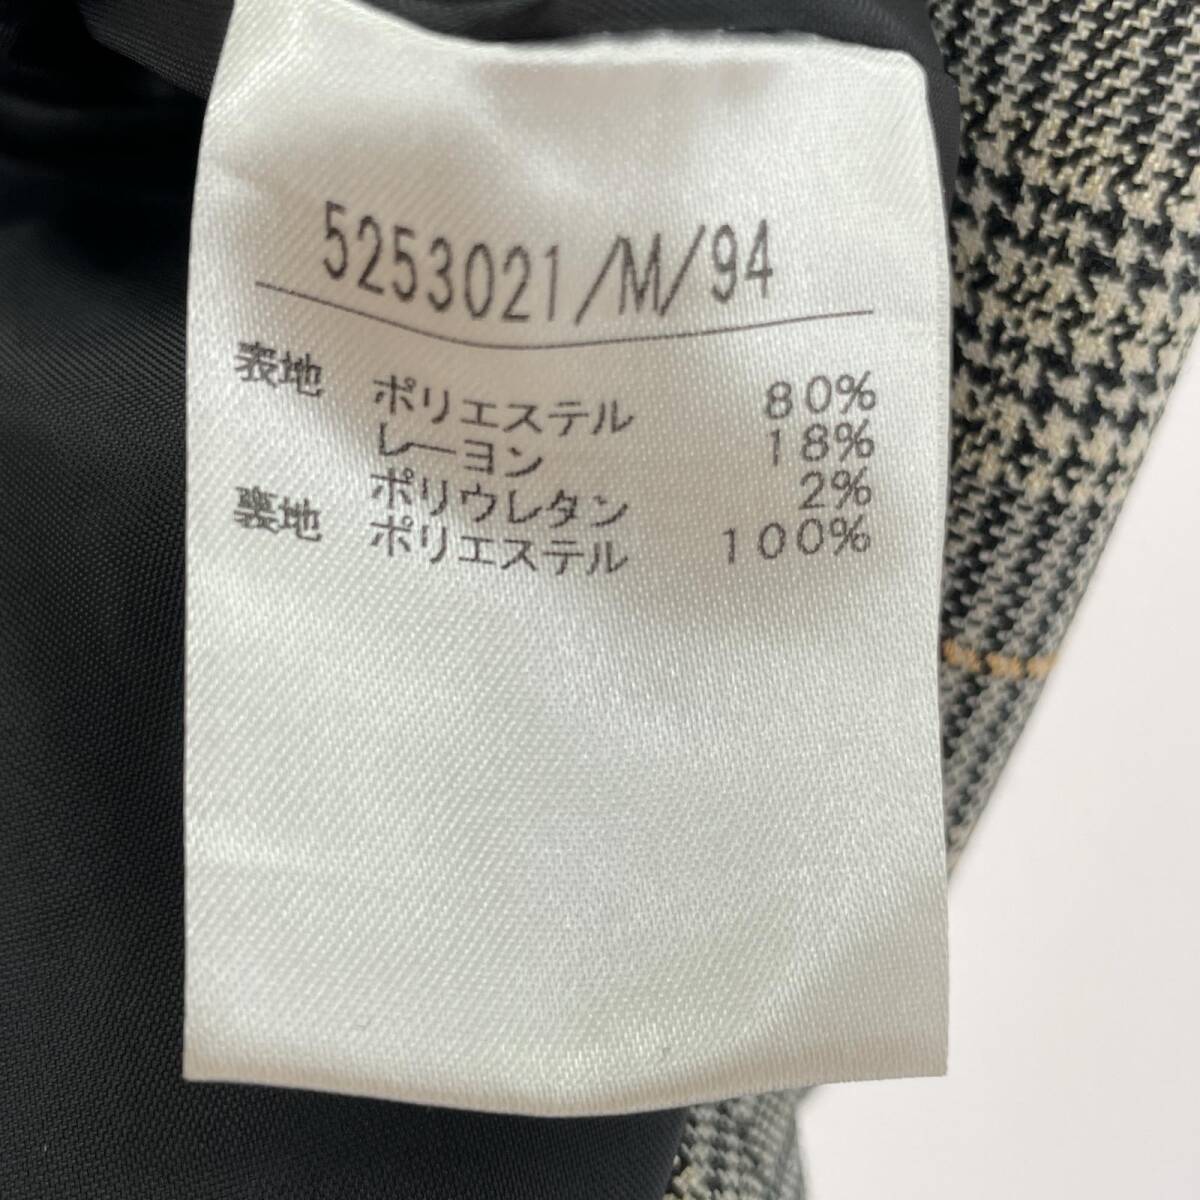 5253021/M/94
表地 ポリエステル 80%
レーヨン 18%
ポリウレタン 2%
裏地 ポリエステル 100%